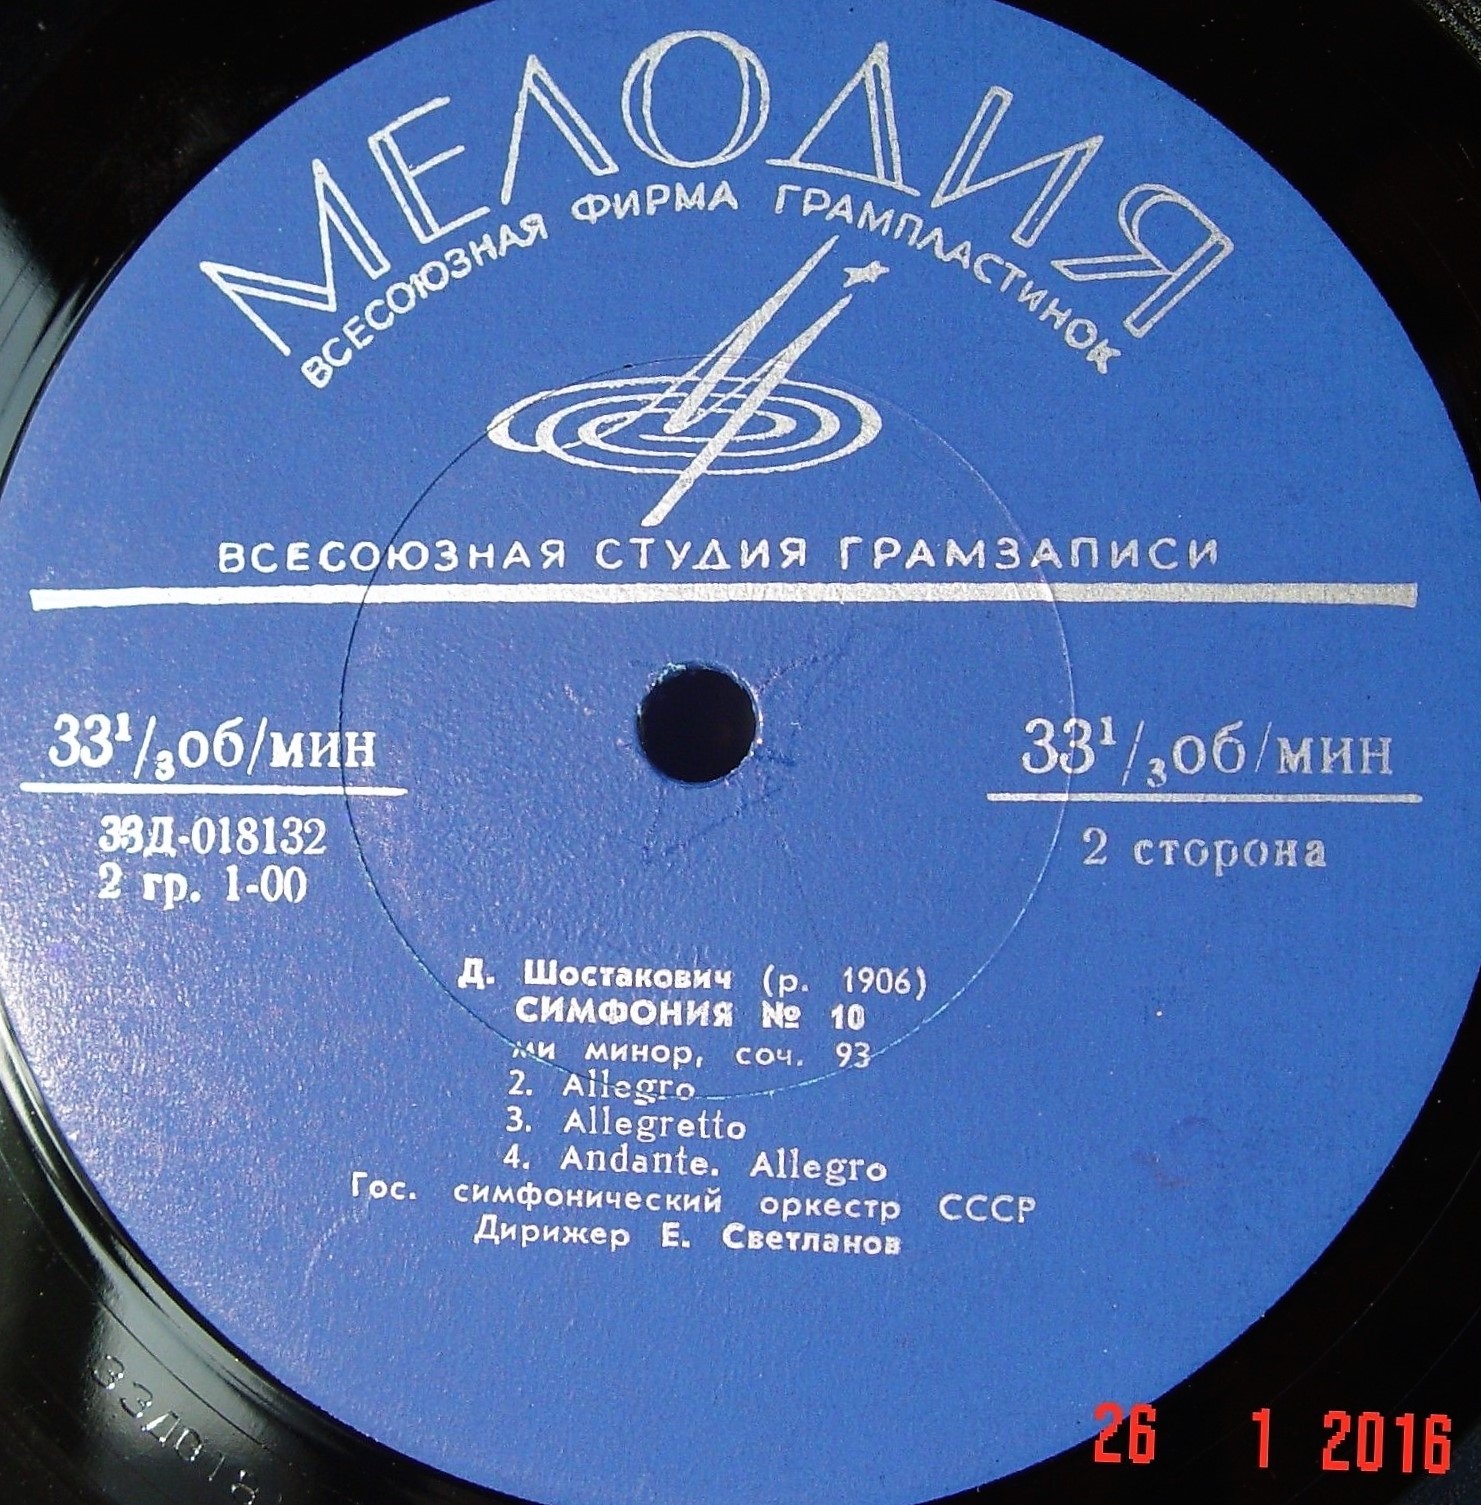 МЕЛОДИЯ
ВСЕСОЮЗНАЯ ФИРМА ГРАМПЛАСТИНОК
ВСЕСОЮЗНАЯ СТУДИЯ ГРАМЗАПИСИ
33¹/₃об/мин
33Д-018132
2 гр. 1-00
33¹/₃об/мин
2 сторона
Д. Шостакович (р. 1906)
СИМФОНИЯ № 10
ми минор, соч. 93
2. Allegro
3. Allegretto
4. Andante. Allegro
Гос. симфонический оркестр СССР
Дирижер Е. Светланов
26 1 2016